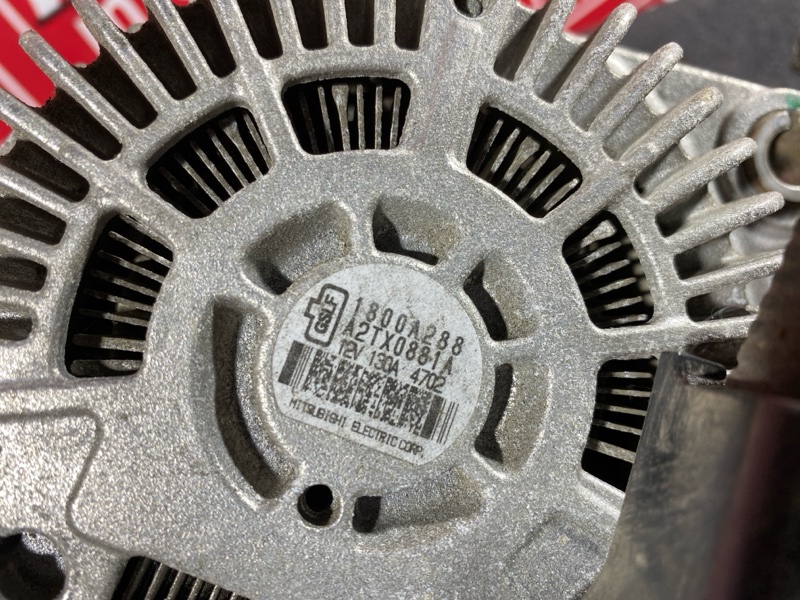 1800A288
A2TX0881A
12V 130A 4702
MITSUBISHI ELECTRIC CORP.